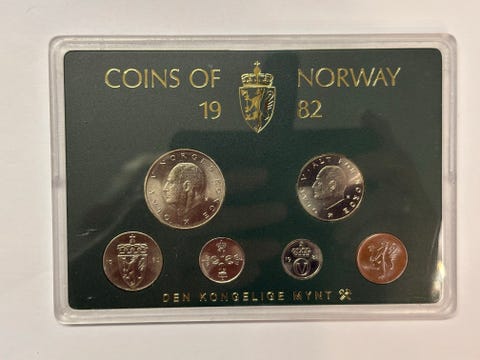 COINS OF NORWAY
19 82
DEN KONGELIGE MYNT